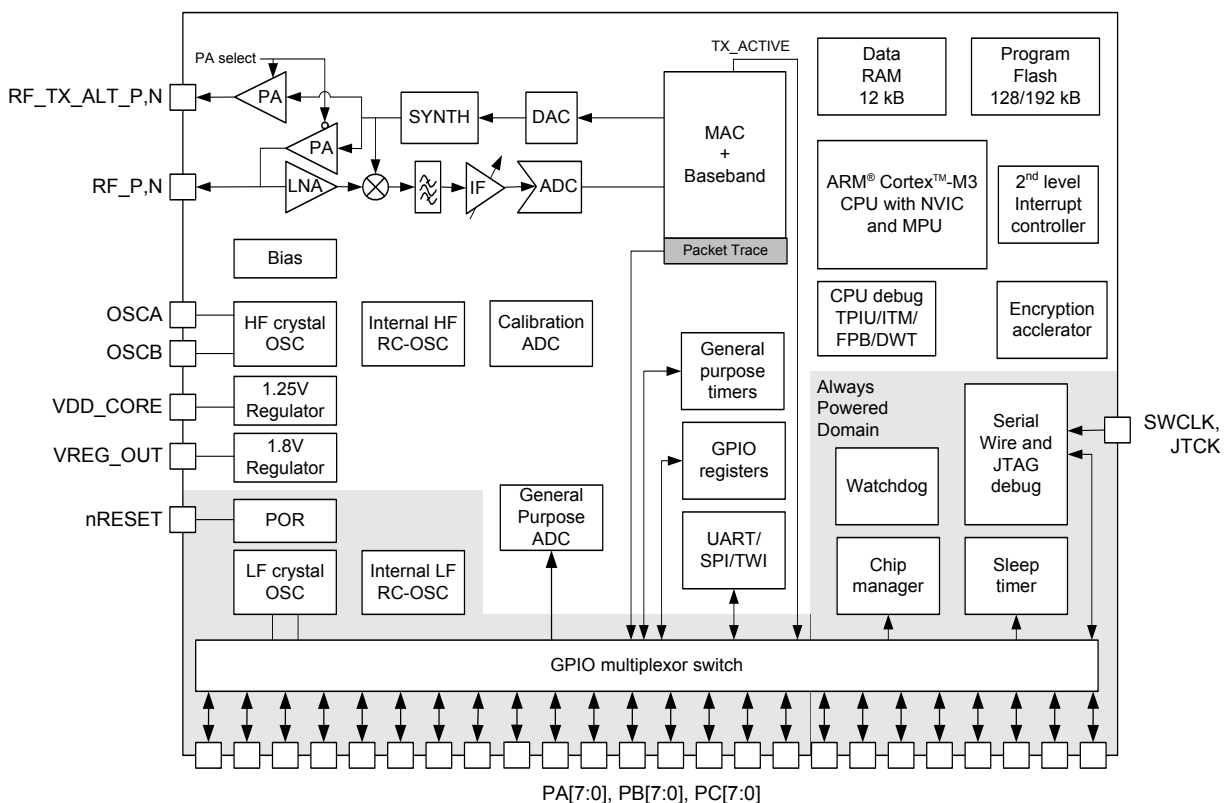 PA select
TX_ACTIVE
RF_TX_ALT_P,N
PA
SYNTH
DAC
MAC
+
Baseband
Data
RAM
12 kB
Program
Flash
128/192 kB
PA
RF_P,N
LNA
IF
ADC
Packet Trace
ARM® Cortex™-M3
CPU with NVIC
and MPU
2nd level
Interrupt
controller
Bias
OSCA
OSCB
HF crystal
OSC
Internal HF
RC-OSC
Calibration
ADC
CPU debug
TPIU/ITM/
FPB/DWT
Encryption
acclerator
General
purpose
timers
VDD_CORE
1.25V
Regulator
Always
Powered
Domain
Serial
Wire and
JTAG
debug
SWCLK,
JTCK
VREG_OUT
1.8V
Regulator
GPIO
registers
Watchdog
nRESET
POR
General
Purpose
ADC
UART/
SPI/TWI
LF crystal
OSC
Internal LF
RC-OSC
Chip
manager
Sleep
timer
GPIO multiplexor switch
PA[7:0], PB[7:0], PC[7:0]